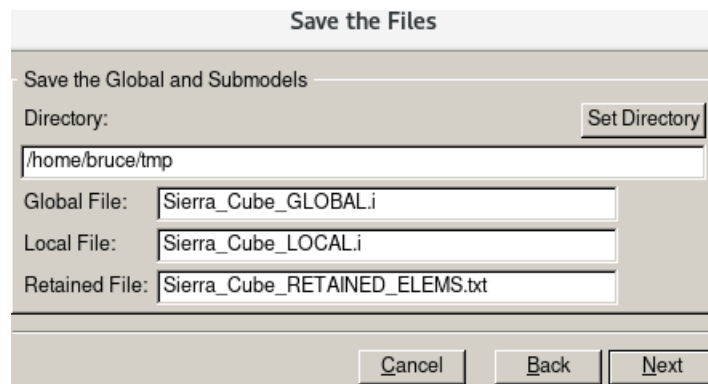 Save the Files
Save the Global and Submodels
Directory: Set Directory
/home/bruce/tmp
Global File: Sierra_Cube_GLOBAL.i
Local File: Sierra_Cube_LOCAL.i
Retained File: Sierra_Cube_RETAINED_ELEMS.txt
Cancel Back Next